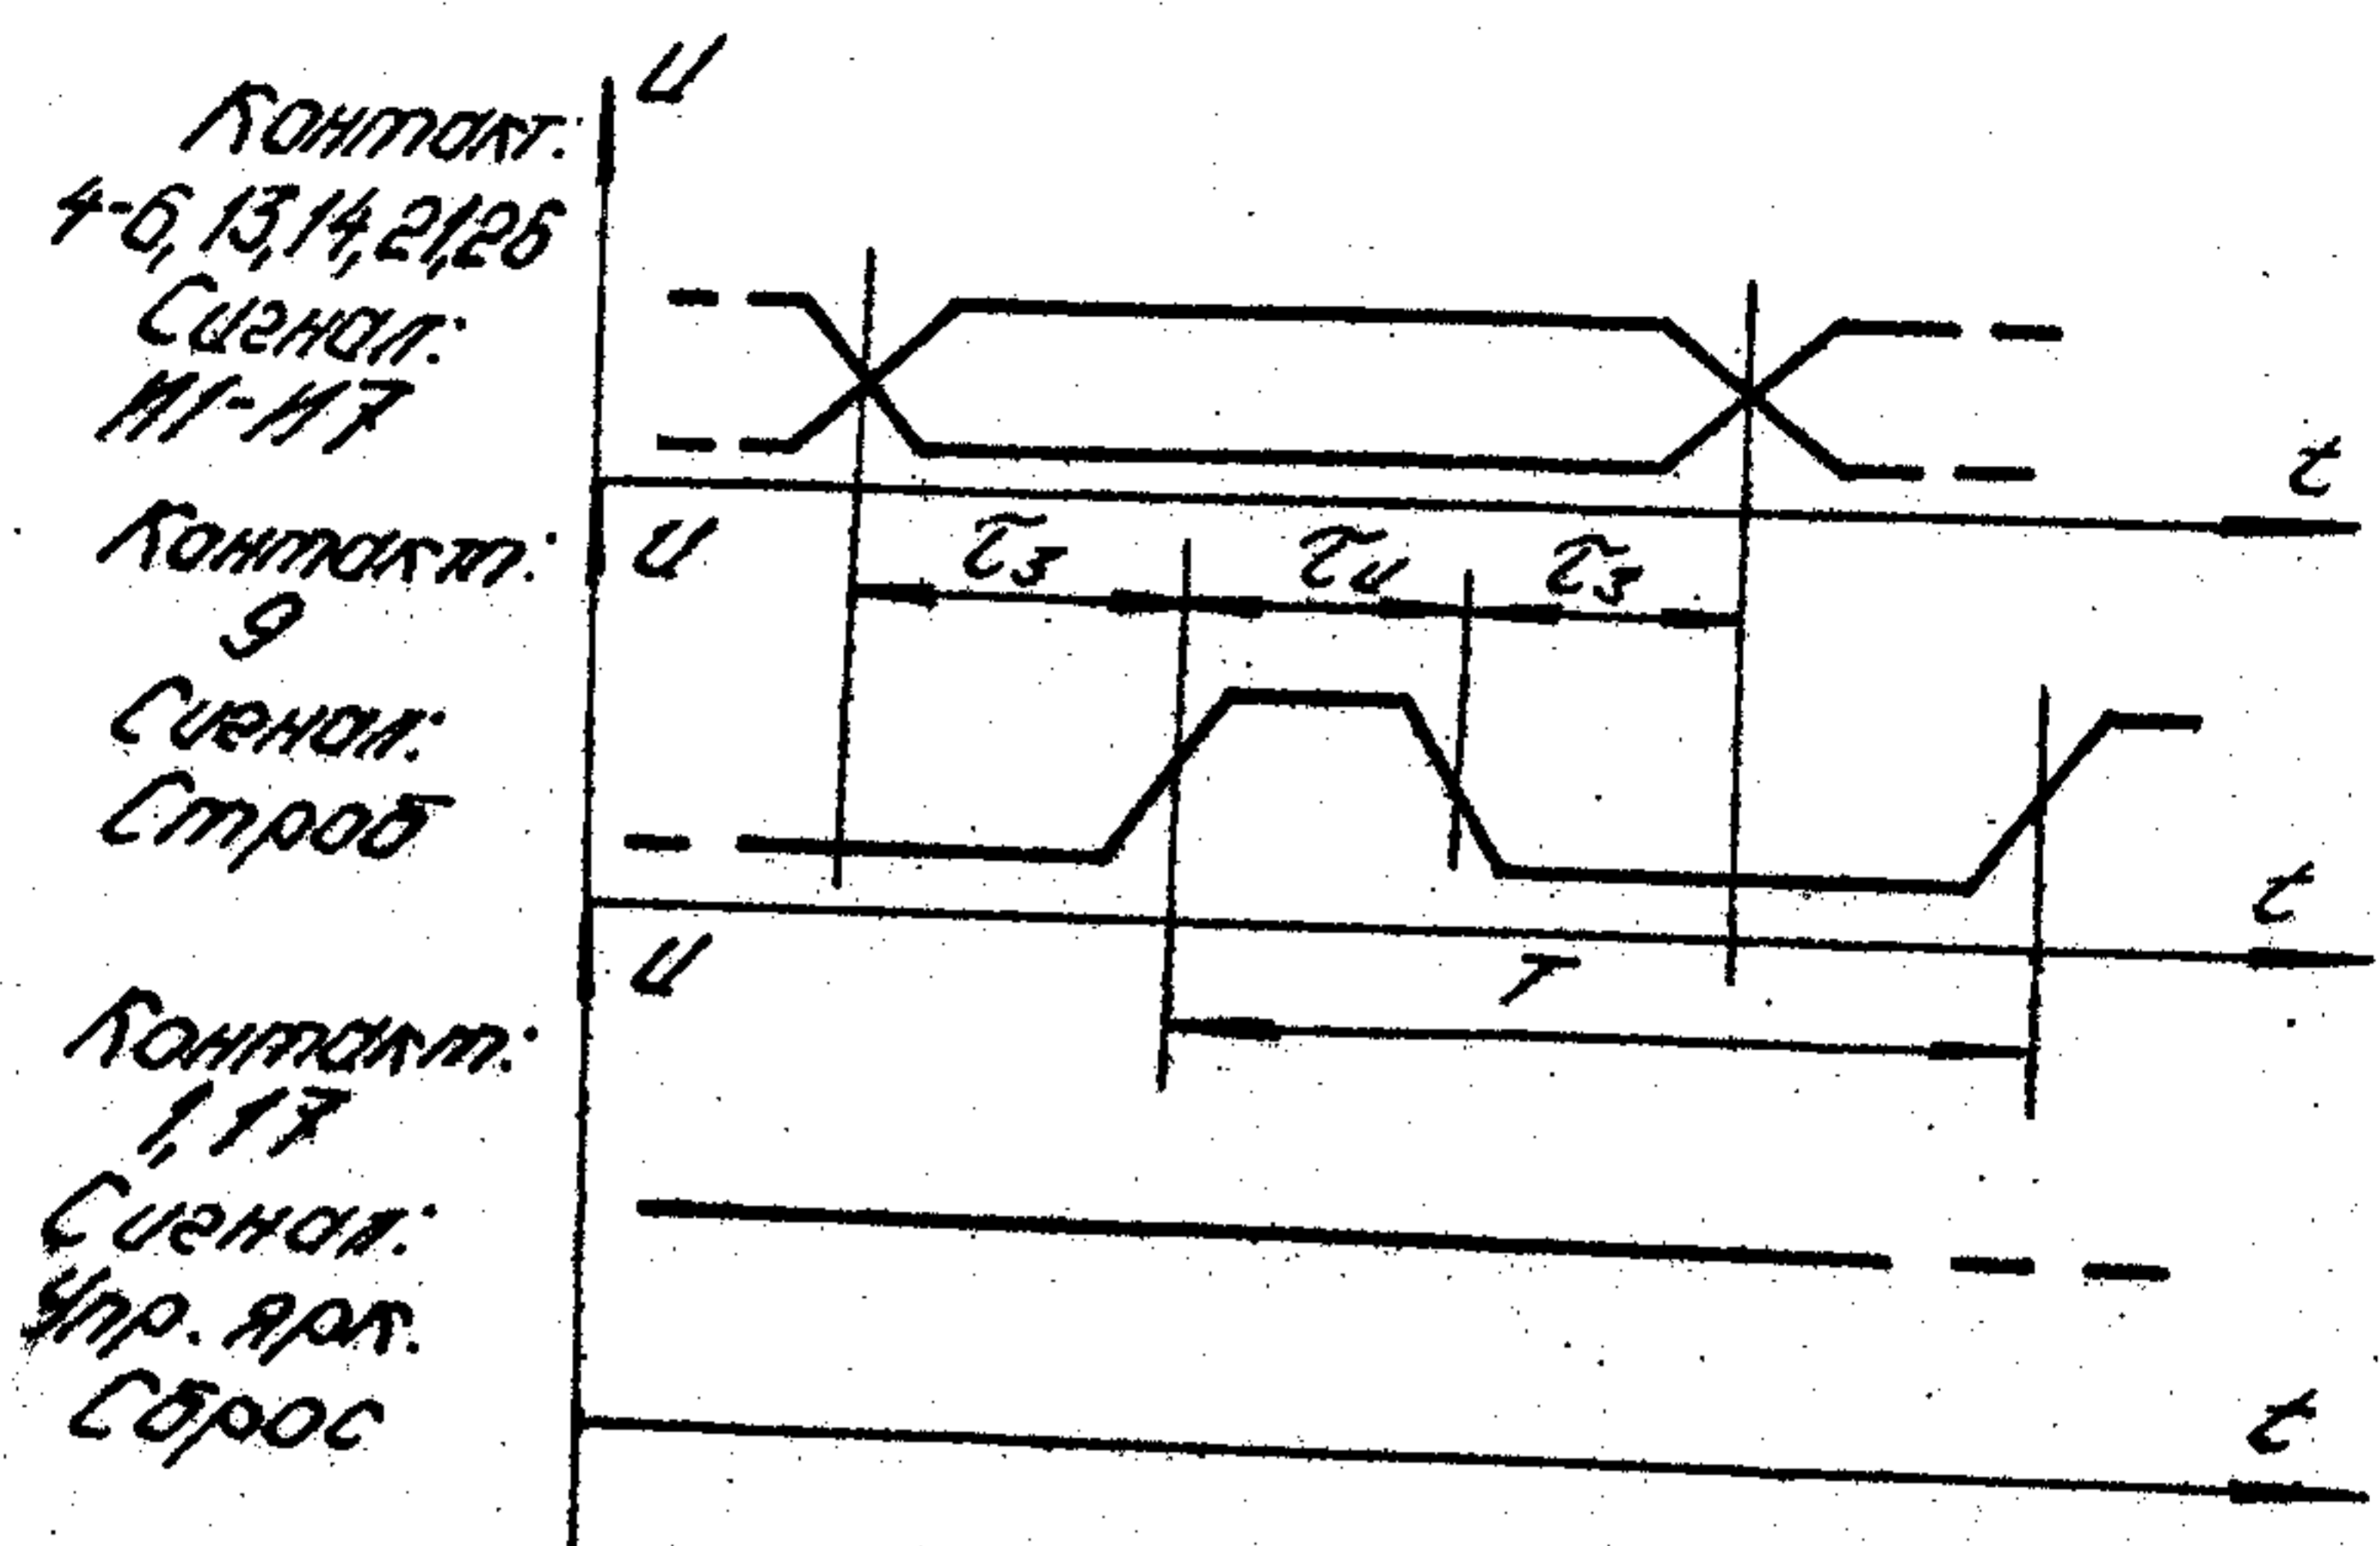 U
Контакт:
4-6, 13, 14, 21, 26
Сигнал:
И1-И7
t
Контакт:
U
τз
τи
τз
9
Сигнал:
Строб
t
U
T
Контакт:
1, 17
Сигнал:
Упр. ярк.
Сброс
t